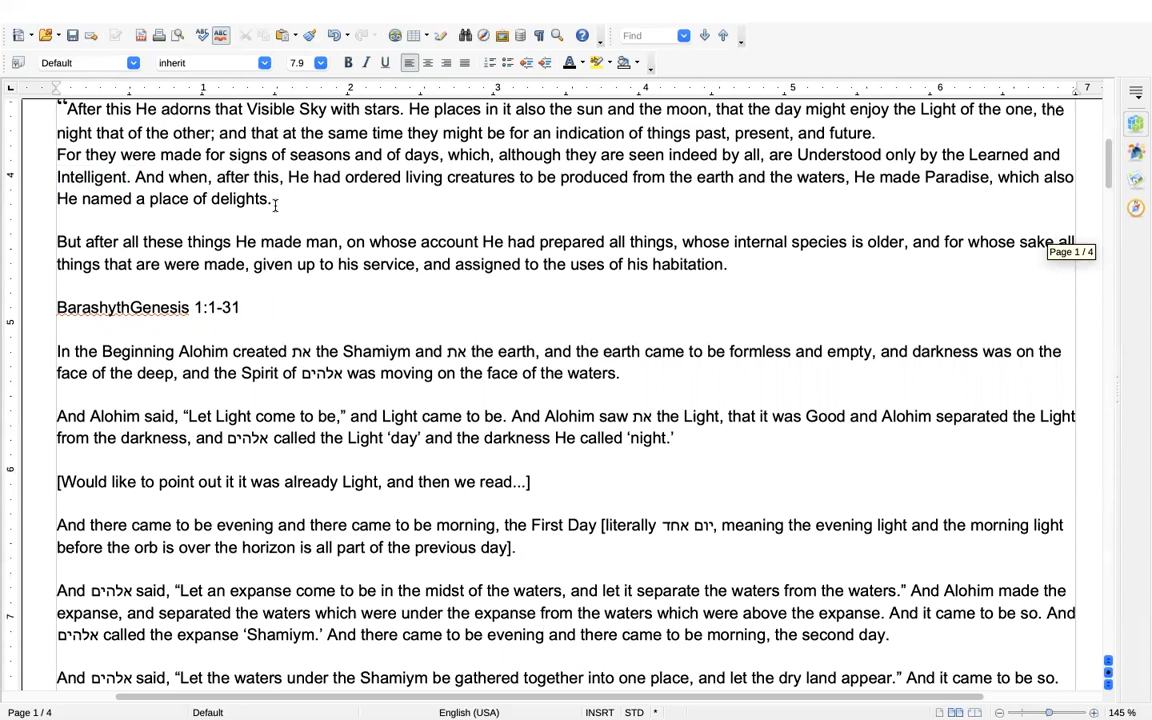 Find
Default
inherit
7.9
1 2 3 4 5 6 7
“After this He adorns that Visible Sky with stars. He places in it also the sun and the moon, that the day might enjoy the Light of the one, the
night that of the other; and that at the same time they might be for an indication of things past, present, and future.
For they were made for signs of seasons and of days, which, although they are seen indeed by all, are Understood only by the Learned and
Intelligent. And when, after this, He had ordered living creatures to be produced from the earth and the waters, He made Paradise, which also
He named a place of delights.
But after all these things He made man, on whose account He had prepared all things, whose internal species is older, and for whose sake all
things that are were made, given up to his service, and assigned to the uses of his habitation.
Page 1 / 4
BarashythGenesis 1:1-31
In the Beginning Alohim created את the Shamiym and את the earth, and the earth came to be formless and empty, and darkness was on the
face of the deep, and the Spirit of אלהים was moving on the face of the waters.
And Alohim said, “Let Light come to be,” and Light came to be. And Alohim saw את the Light, that it was Good and Alohim separated the Light
from the darkness, and אלהים called the Light ‘day’ and the darkness He called ‘night.’
[Would like to point out it it was already Light, and then we read...]
And there came to be evening and there came to be morning, the First Day [literally יום אחד, meaning the evening light and the morning light
before the orb is over the horizon is all part of the previous day].
And אלהים said, “Let an expanse come to be in the midst of the waters, and let it separate the waters from the waters.” And Alohim made the
expanse, and separated the waters which were under the expanse from the waters which were above the expanse. And it came to be so. And
אלהים called the expanse ‘Shamiym.’ And there came to be evening and there came to be morning, the second day.
And אלהים said, “Let the waters under the Shamiym be gathered together into one place, and let the dry land appear.” And it came to be so.
4
5
6
7
Page 1 / 4 Default English (USA) INSRT STD * 145 %